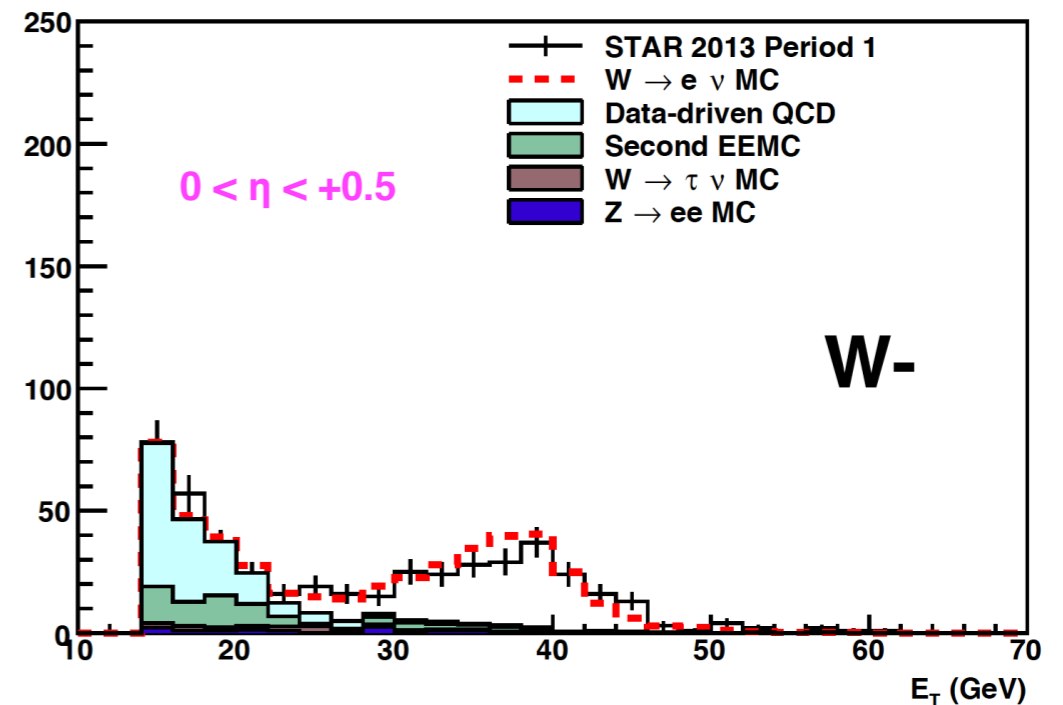 250
200
150
100
50
0
STAR 2013 Period 1
W → e ν MC
Data-driven QCD
Second EEMC
W → τ ν MC
Z → ee MC
0 < η < +0.5
W-
10 20 30 40 50 60 70
E_T (GeV)